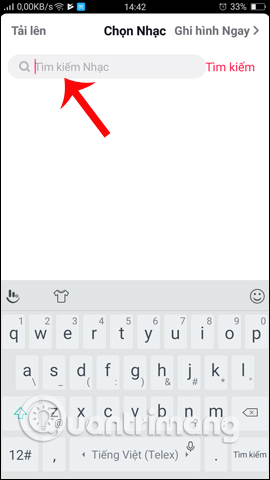 0,00KB/s 14:42 33%
Tải lên Chọn Nhạc Ghi hình Ngay >
Tìm kiếm Nhạc Tìm kiếm
1 2 3 4 5 6 7 8 9 0
q w e r t y u i o p
a s d f g h j k l
\ _ ( : ) & # * "
z x c v b n m
uantrimang
12# , Tiếng Việt (Telex) . Tìm kiếm